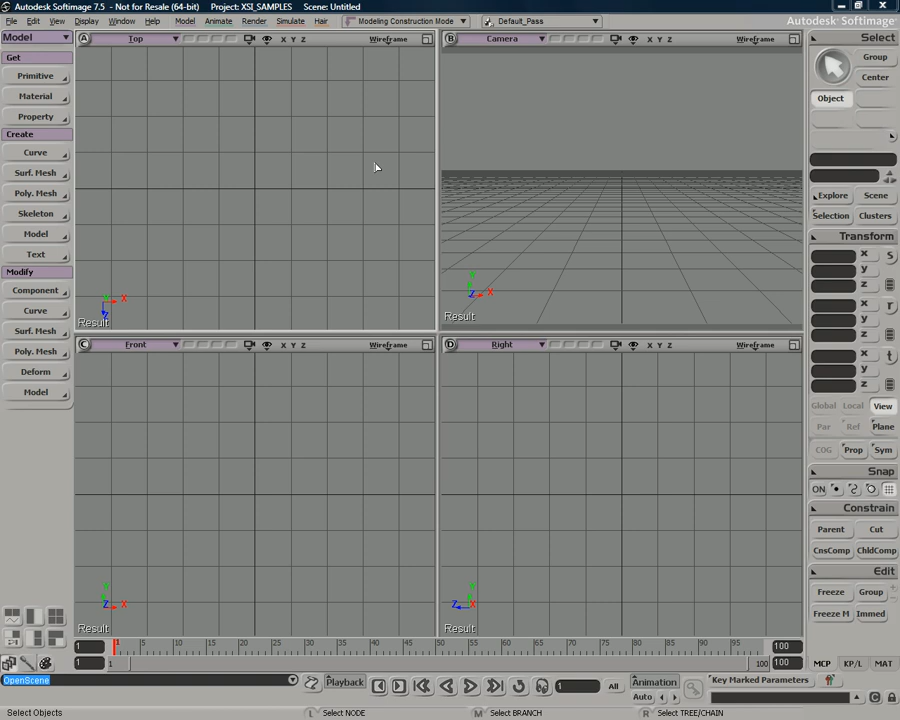 Autodesk Softimage 7.5 - Not for Resale (64-bit) Project: XSI_SAMPLES Scene: Untitled
File Edit View Display Window Help Model Animate Render Simulate Hair Modeling Construction Mode Default_Pass Autodesk Softimage
Model
Get
Primitive
Material
Property
Create
Curve
Surf. Mesh
Poly. Mesh
Skeleton
Model
Text
Modify
Component
Curve
Surf. Mesh
Poly. Mesh
Deform
Model
A Top X Y Z Wireframe
Y X Z
Result
B Camera X Y Z Wireframe
Y Z X
Result
C Front X Y Z Wireframe
Y Z X
Result
D Right X Y Z Wireframe
Y Z X
Result
Select
Group
Center
Object
Explore Scene
Selection Clusters
Transform
x s
y
z
x r
y
z
x t
y
z
Global Local View
Par Ref Plane
COG Prop Sym
Snap
ON
Constrain
Parent Cut
CnsComp ChldComp
Edit
Freeze Group
Freeze M Immed
1 1 5 10 15 20 25 30 35 40 45 50 55 60 65 70 75 80 85 90 95 100
1 1 100 100
MCP KP/L MAT
OpenScene Playback 1 All Animation Key Marked Parameters
Auto
Select Objects L Select NODE M Select BRANCH R Select TREE/CHAIN